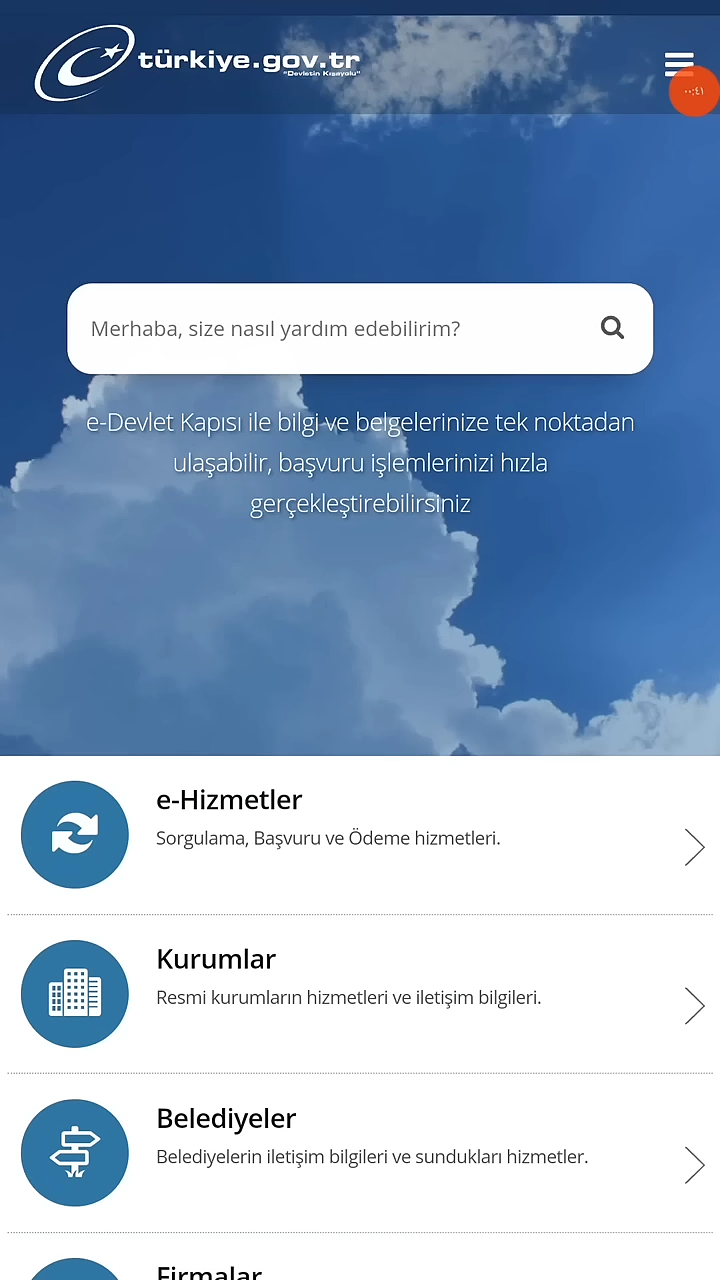 türkiye.gov.tr
"Devletin Kısayolu"
٠٠:٤١
Merhaba, size nasıl yardım edebilirim?
e-Devlet Kapısı ile bilgi ve belgelerinize tek noktadan
ulaşabilir, başvuru işlemlerinizi hızla
gerçekleştirebilirsiniz
e-Hizmetler
Sorgulama, Başvuru ve Ödeme hizmetleri.
Kurumlar
Resmi kurumların hizmetleri ve iletişim bilgileri.
Belediyeler
Belediyelerin iletişim bilgileri ve sundukları hizmetler.
Firmalar